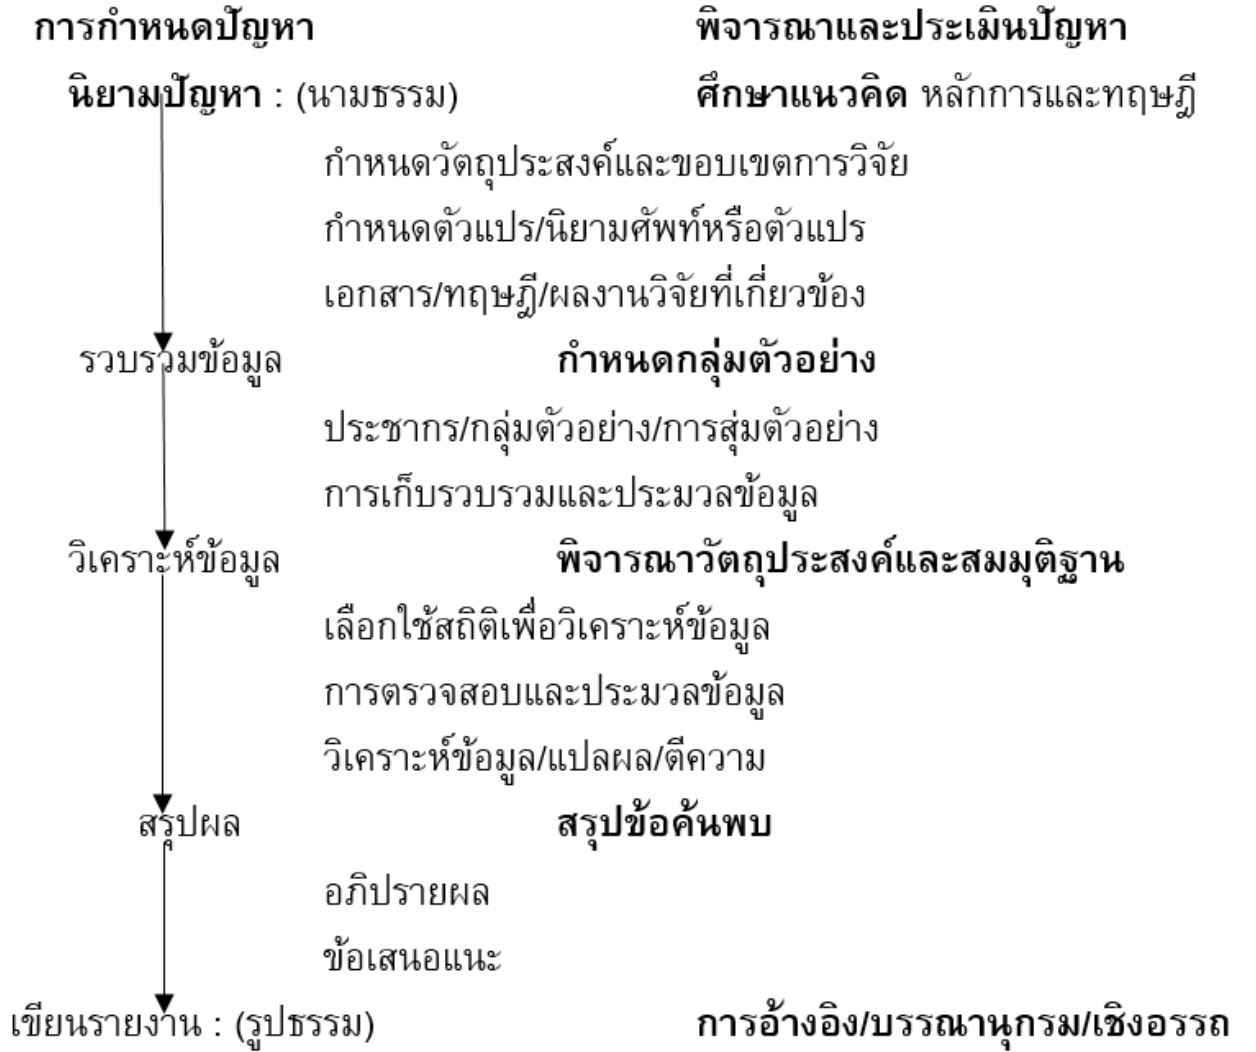 การกำหนดปัญหา พิจารณาและประเมินปัญหา
นิยามปัญหา : (นามธรรม) ศึกษาแนวคิด หลักการและทฤษฎี
กำหนดวัตถุประสงค์และขอบเขตการวิจัย
กำหนดตัวแปร/นิยามศัพท์หรือตัวแปร
เอกสาร/ทฤษฎี/ผลงานวิจัยที่เกี่ยวข้อง
รวบรวมข้อมูล กำหนดกลุ่มตัวอย่าง
ประชากร/กลุ่มตัวอย่าง/การสุ่มตัวอย่าง
การเก็บรวบรวมและประมวลข้อมูล
วิเคราะห์ข้อมูล พิจารณาวัตถุประสงค์และสมมุติฐาน
เลือกใช้สถิติเพื่อวิเคราะห์ข้อมูล
การตรวจสอบและประมวลข้อมูล
วิเคราะห์ข้อมูล/แปลผล/ตีความ
สรุปผล สรุปข้อค้นพบ
อภิปรายผล
ข้อเสนอแนะ
เขียนรายงาน : (รูปธรรม) การอ้างอิง/บรรณานุกรม/เชิงอรรถ